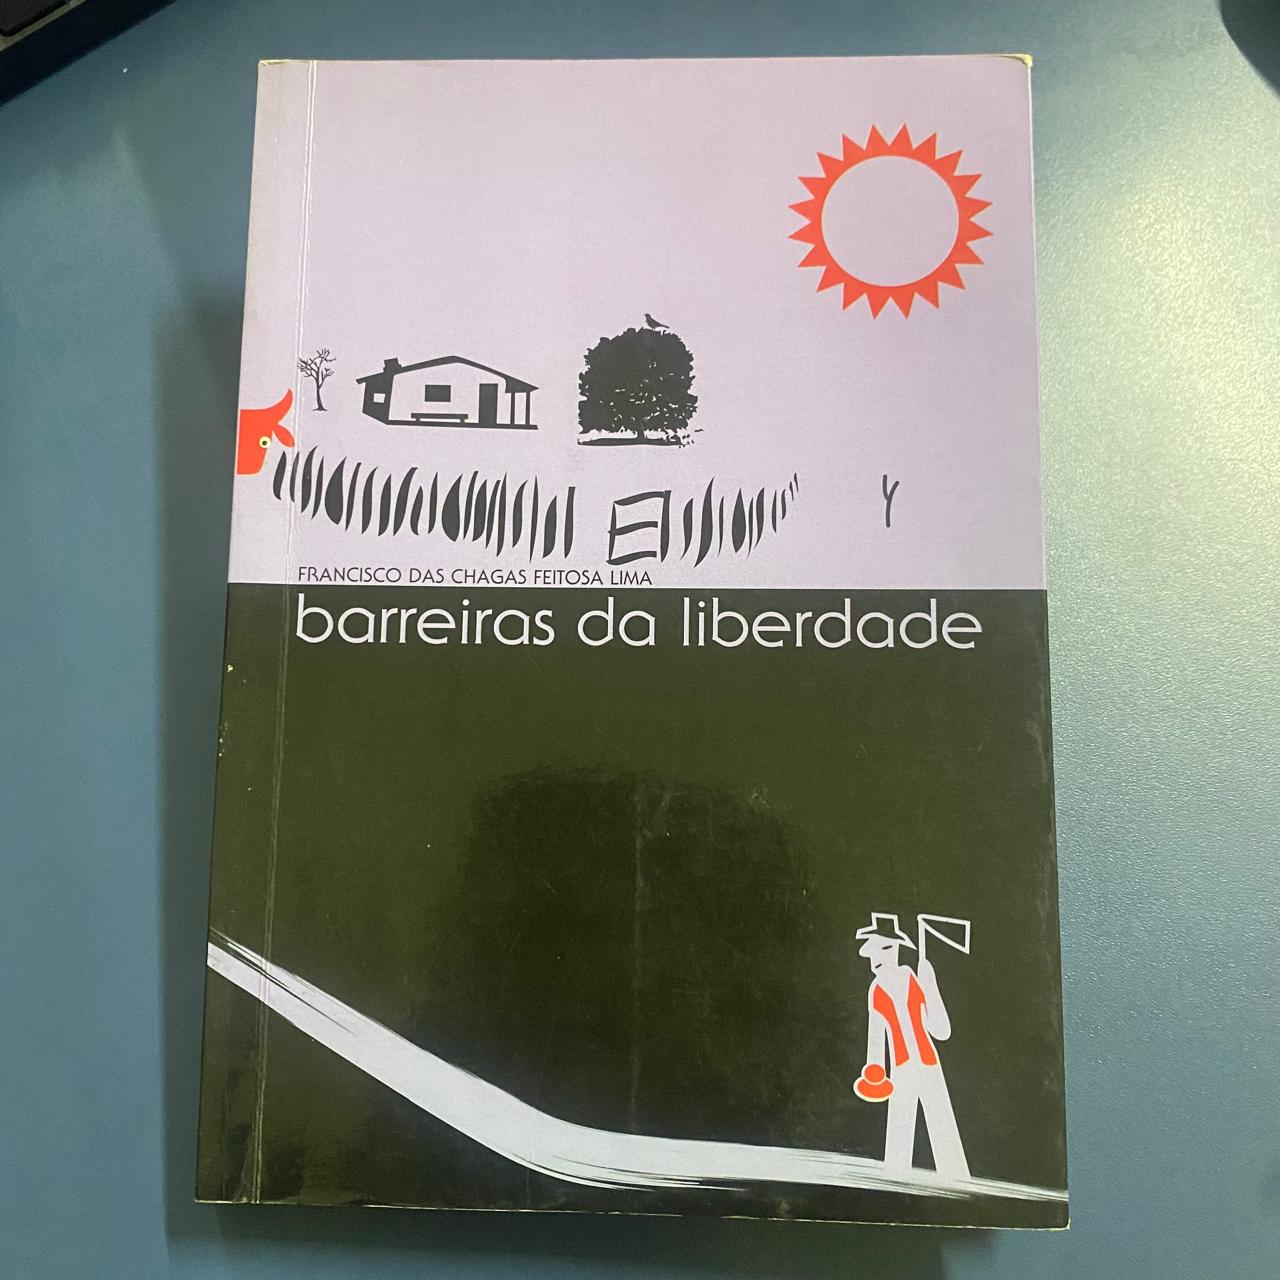 FRANCISCO DAS CHAGAS FEITOSA LIMA
barreiras da liberdade